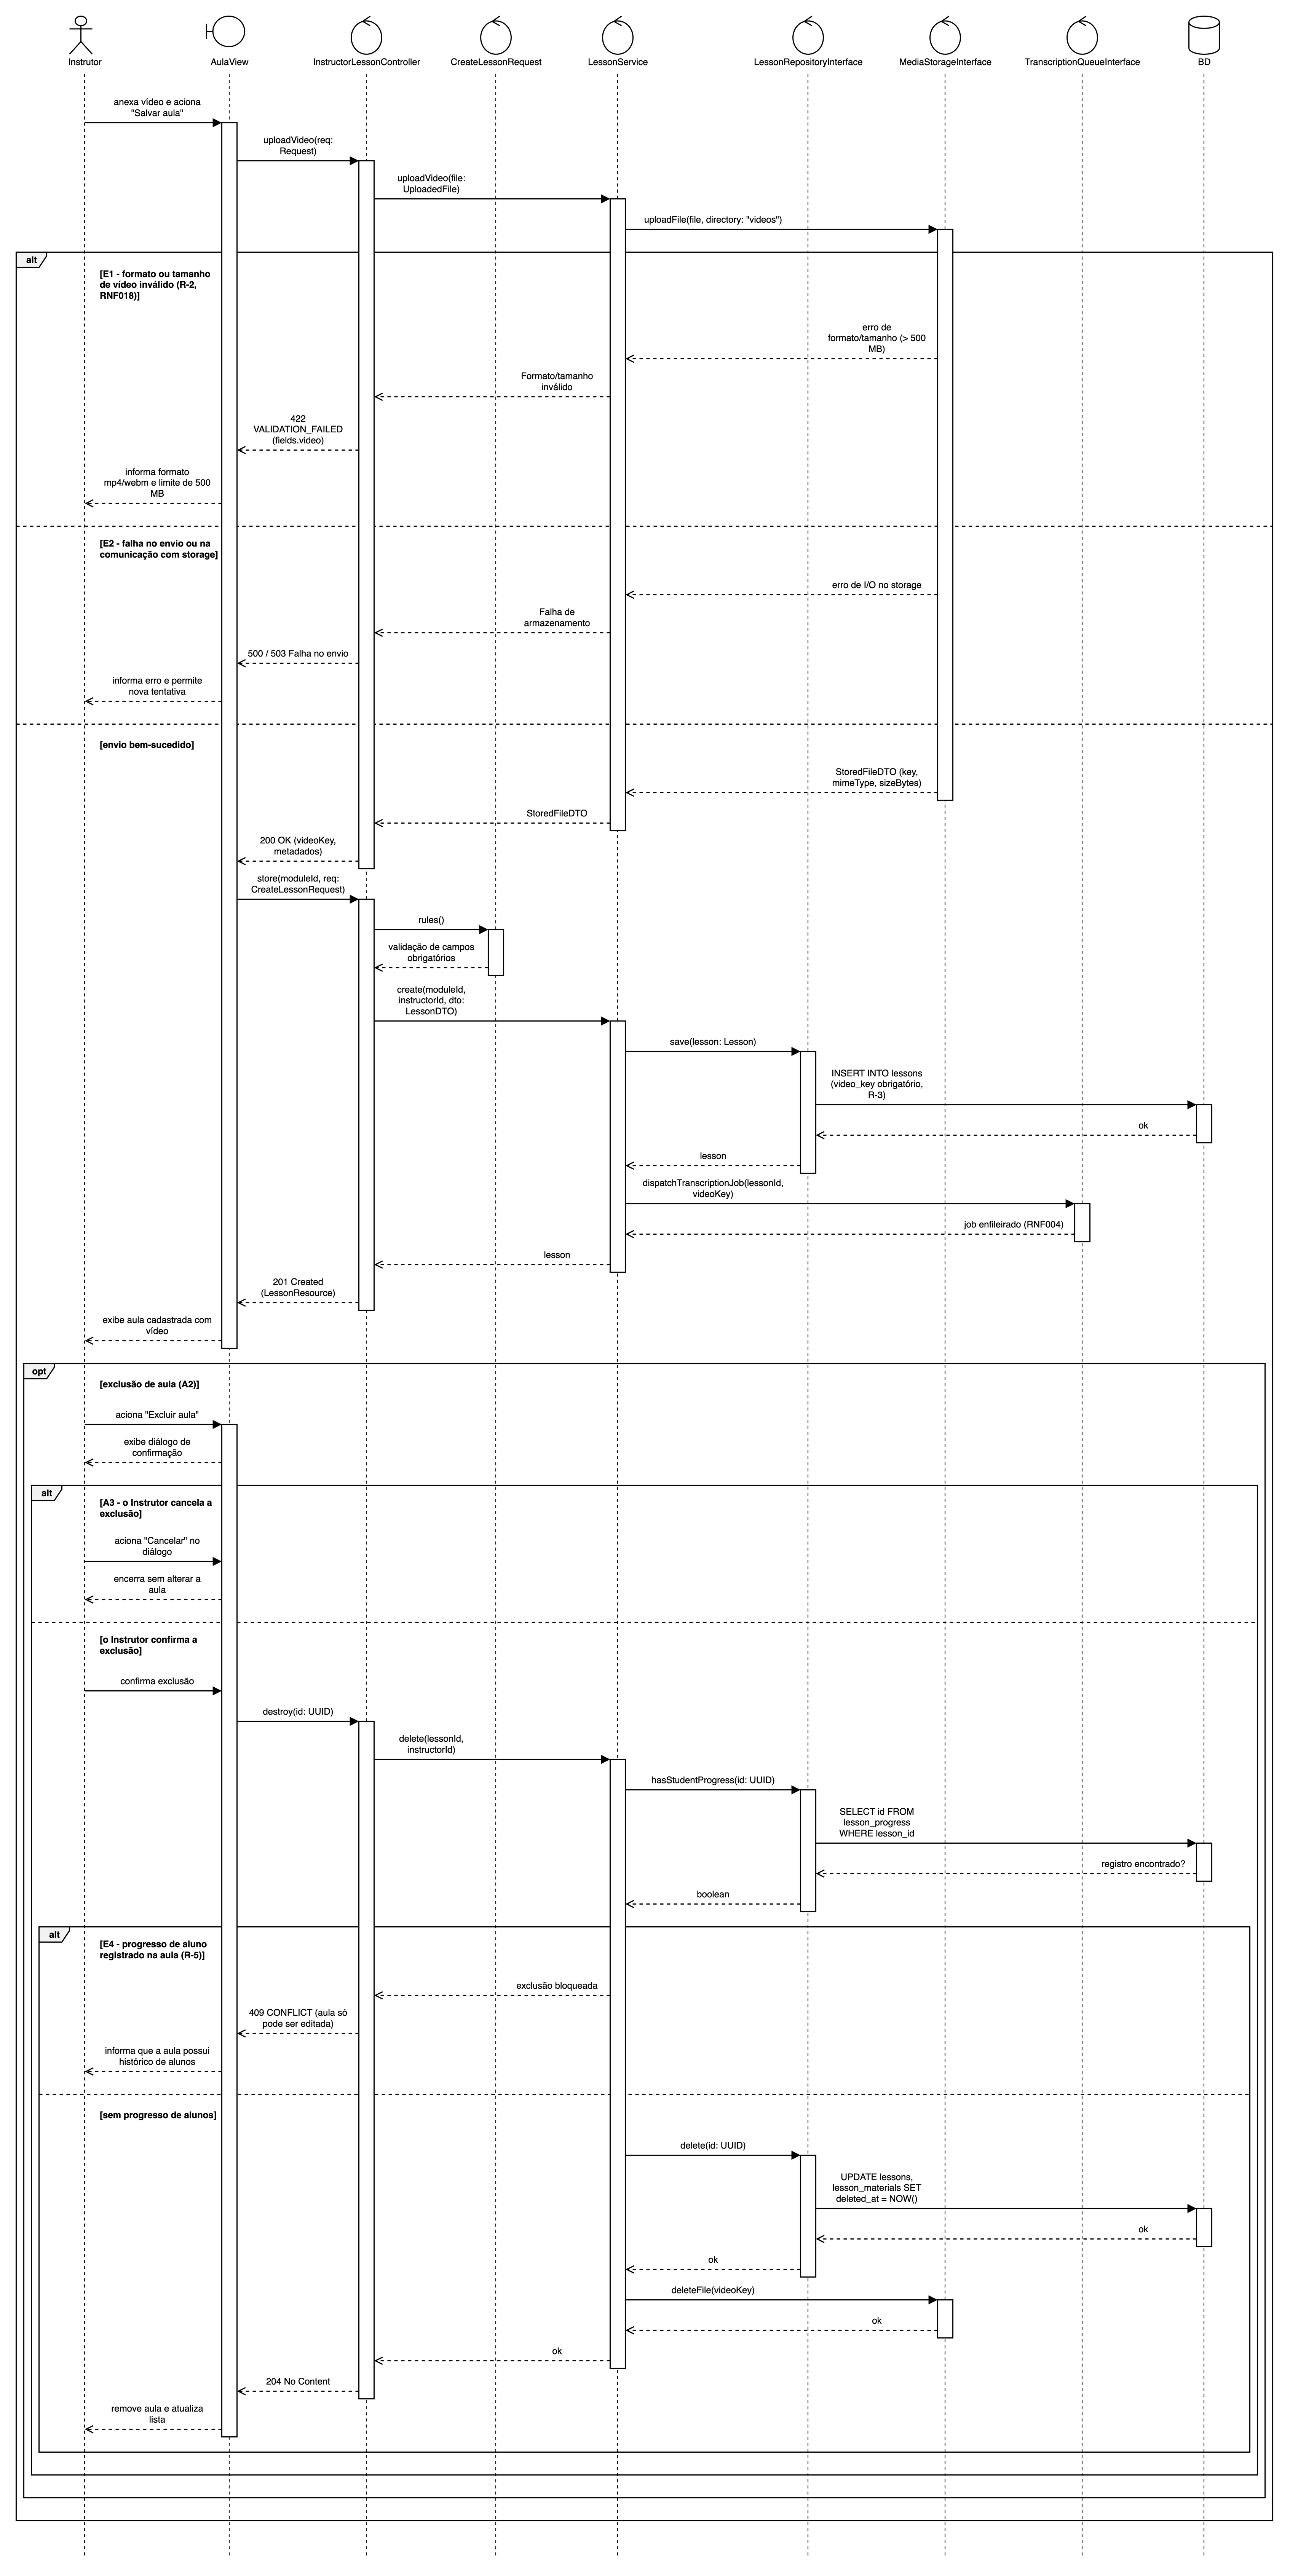 Instrutor
AulaView
InstructorLessonController
CreateLessonRequest
LessonService
LessonRepositoryInterface
MediaStorageInterface
TranscriptionQueueInterface
BD
anexa vídeo e aciona
"Salvar aula"
uploadVideo(req:
Request)
uploadVideo(file:
UploadedFile)
uploadFile(file, directory: "videos")
alt
[E1 - formato ou tamanho
de vídeo inválido (R-2,
RNF018)]
erro de
formato/tamanho (> 500
MB)
Formato/tamanho
inválido
422
VALIDATION_FAILED
(fields.video)
informa formato
mp4/webm e limite de 500
MB
[E2 - falha no envio ou na
comunicação com storage]
erro de I/O no storage
Falha de
armazenamento
500 / 503 Falha no envio
informa erro e permite
nova tentativa
[envio bem-sucedido]
StoredFileDTO (key,
mimeType, sizeBytes)
StoredFileDTO
200 OK (videoKey,
metadados)
store(moduleId, req:
CreateLessonRequest)
rules()
validação de campos
obrigatórios
create(moduleId,
instructorId, dto:
LessonDTO)
save(lesson: Lesson)
INSERT INTO lessons
(video_key obrigatório,
R-3)
ok
lesson
dispatchTranscriptionJob(lessonId,
videoKey)
job enfileirado (RNF004)
lesson
201 Created
(LessonResource)
exibe aula cadastrada com
vídeo
opt
[exclusão de aula (A2)]
aciona "Excluir aula"
exibe diálogo de
confirmação
alt
[A3 - o Instrutor cancela a
exclusão]
aciona "Cancelar" no
diálogo
encerra sem alterar a
aula
[o Instrutor confirma a
exclusão]
confirma exclusão
destroy(id: UUID)
delete(lessonId,
instructorId)
hasStudentProgress(id: UUID)
SELECT id FROM
lesson_progress
WHERE lesson_id
registro encontrado?
boolean
alt
[E4 - progresso de aluno
registrado na aula (R-5)]
exclusão bloqueada
409 CONFLICT (aula só
pode ser editada)
informa que a aula possui
histórico de alunos
[sem progresso de alunos]
delete(id: UUID)
UPDATE lessons,
lesson_materials SET
deleted_at = NOW()
ok
ok
deleteFile(videoKey)
ok
ok
204 No Content
remove aula e atualiza
lista